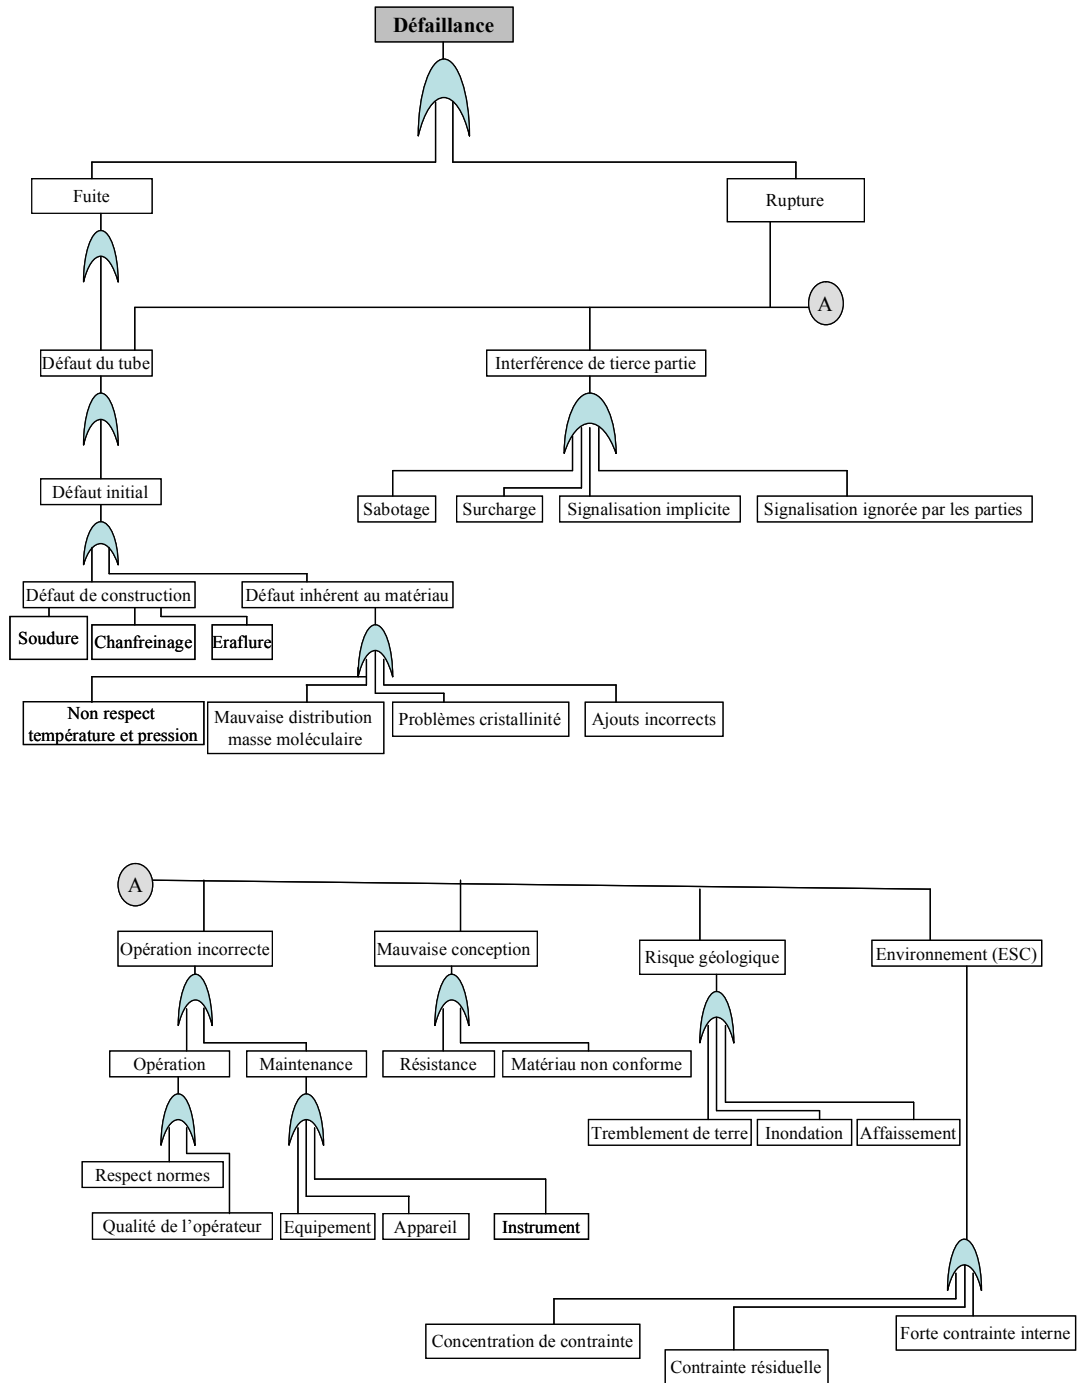 Défaillance
Fuite
Rupture
A
Défaut du tube
Interférence de tierce partie
Défaut initial
Sabotage
Surcharge
Signalisation implicite
Signalisation ignorée par les parties
Défaut de construction
Défaut inhérent au matériau
Soudure
Chanfreinage
Eraflure
Non respect
température et pression
Mauvaise distribution
masse moléculaire
Problèmes cristallinité
Ajouts incorrects
A
Opération incorrecte
Mauvaise conception
Risque géologique
Environnement (ESC)
Opération
Maintenance
Résistance
Matériau non conforme
Tremblement de terre
Inondation
Affaissement
Respect normes
Qualité de l’opérateur
Equipement
Appareil
Instrument
Concentration de contrainte
Contrainte résiduelle
Forte contrainte interne